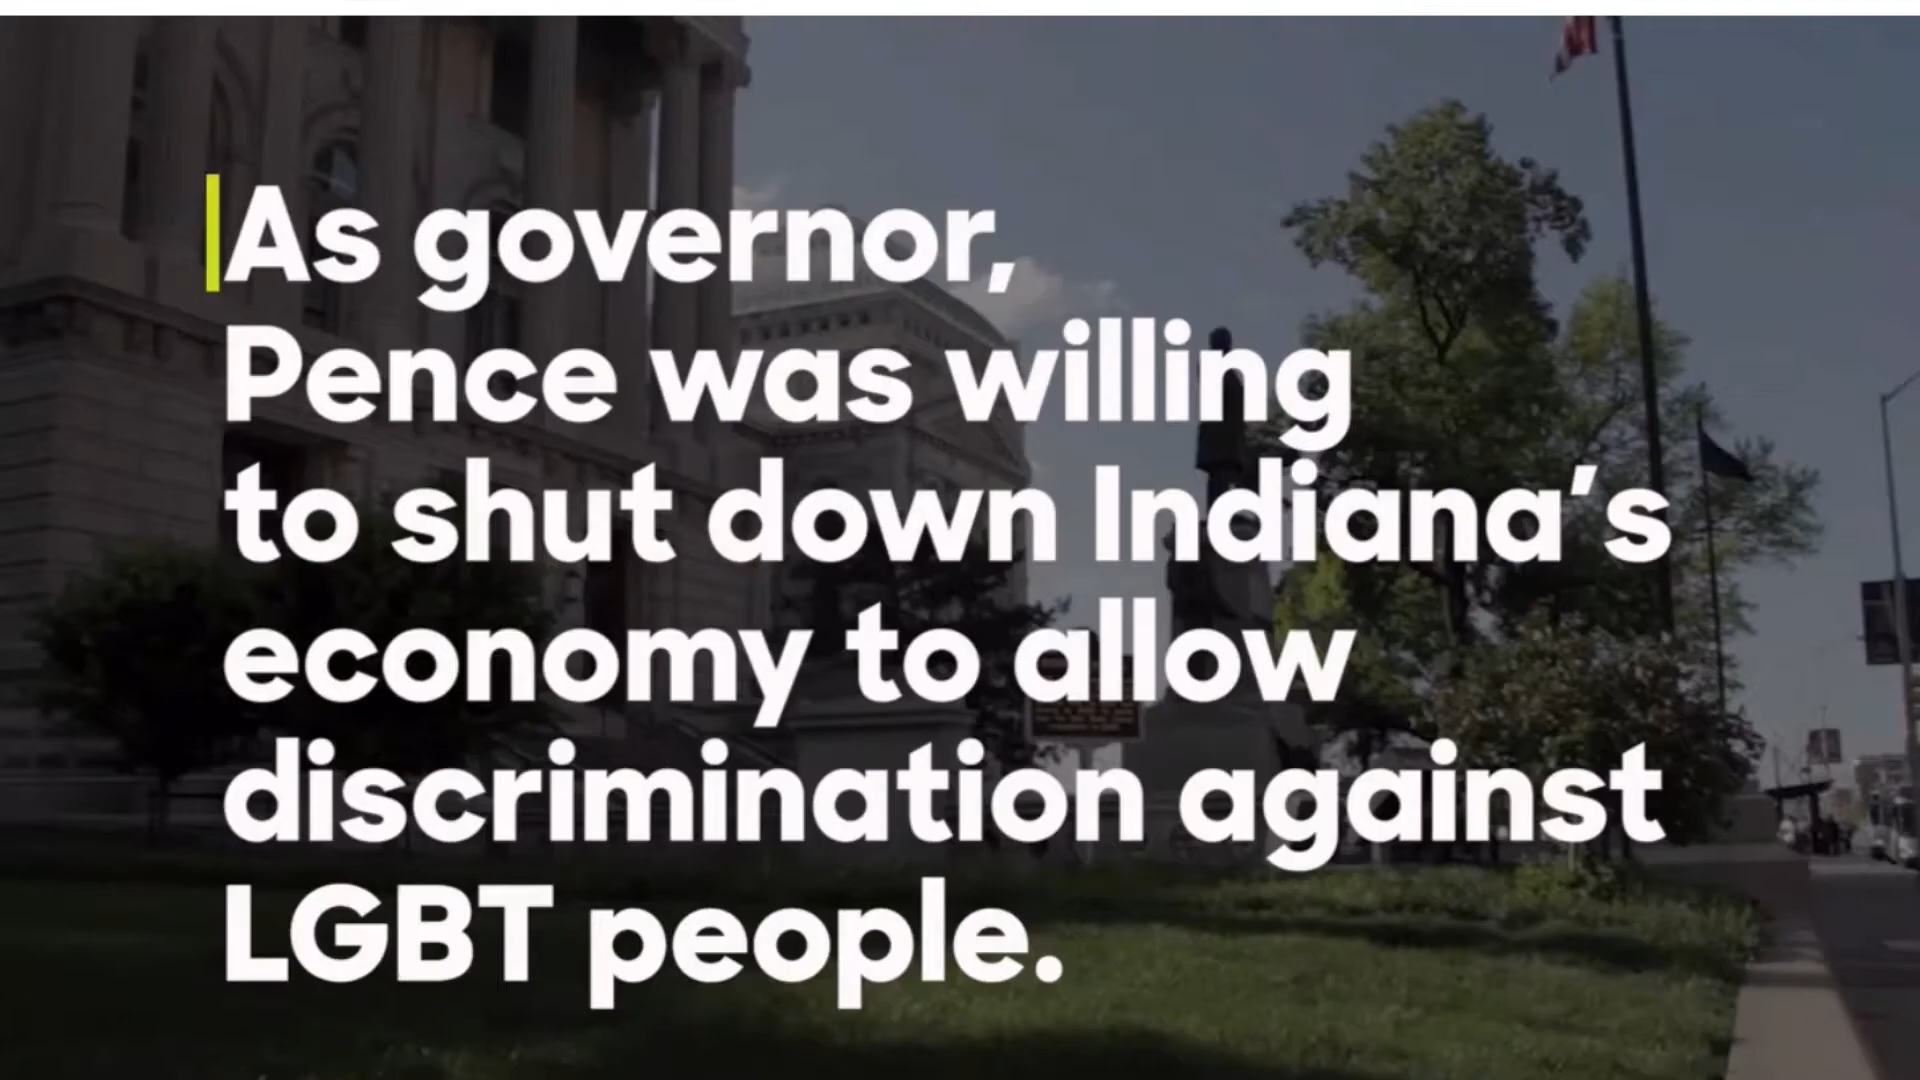 As governor,
Pence was willing
to shut down Indiana's
economy to allow
discrimination against
LGBT people.